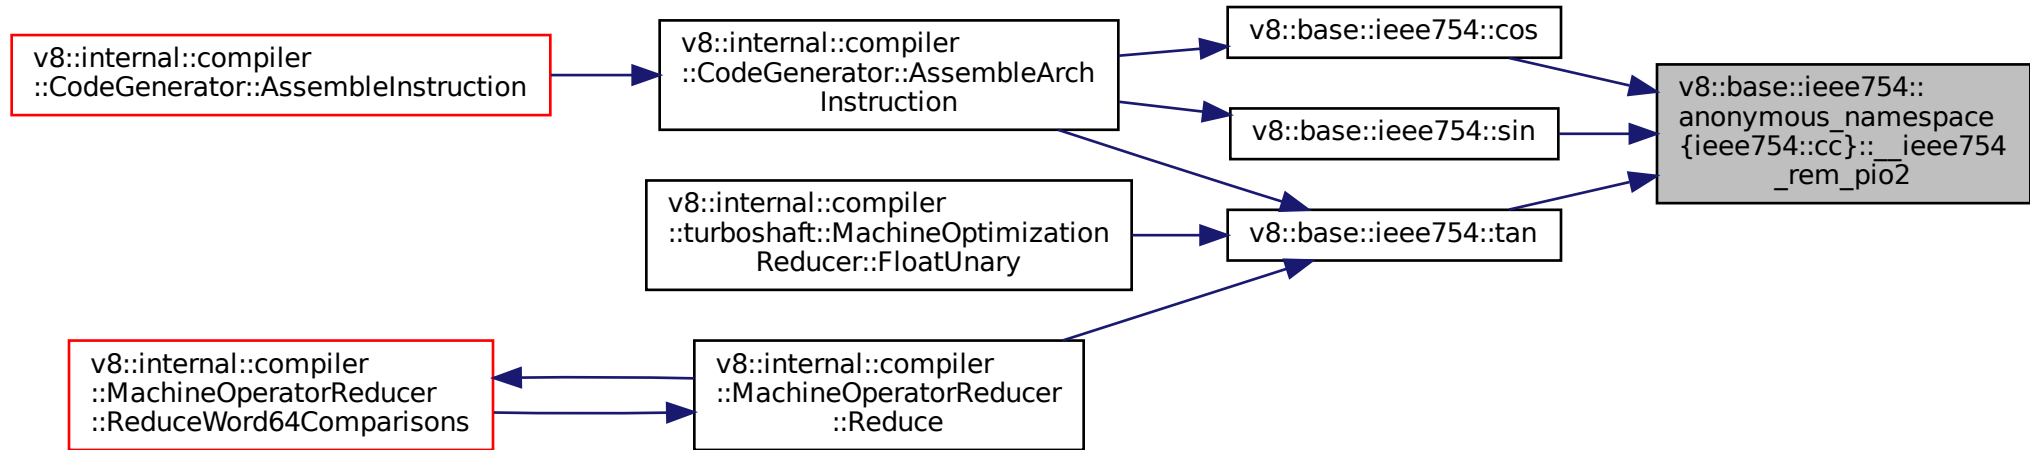 v8::internal::compiler
::CodeGenerator::AssembleInstruction
v8::internal::compiler
::CodeGenerator::AssembleArch
Instruction
v8::base::ieee754::cos
v8::base::ieee754::sin
v8::base::ieee754::
anonymous_namespace
{ieee754::cc}::__ieee754
_rem_pio2
v8::internal::compiler
::turboshaft::MachineOptimization
Reducer::FloatUnary
v8::base::ieee754::tan
v8::internal::compiler
::MachineOperatorReducer
::ReduceWord64Comparisons
v8::internal::compiler
::MachineOperatorReducer
::Reduce